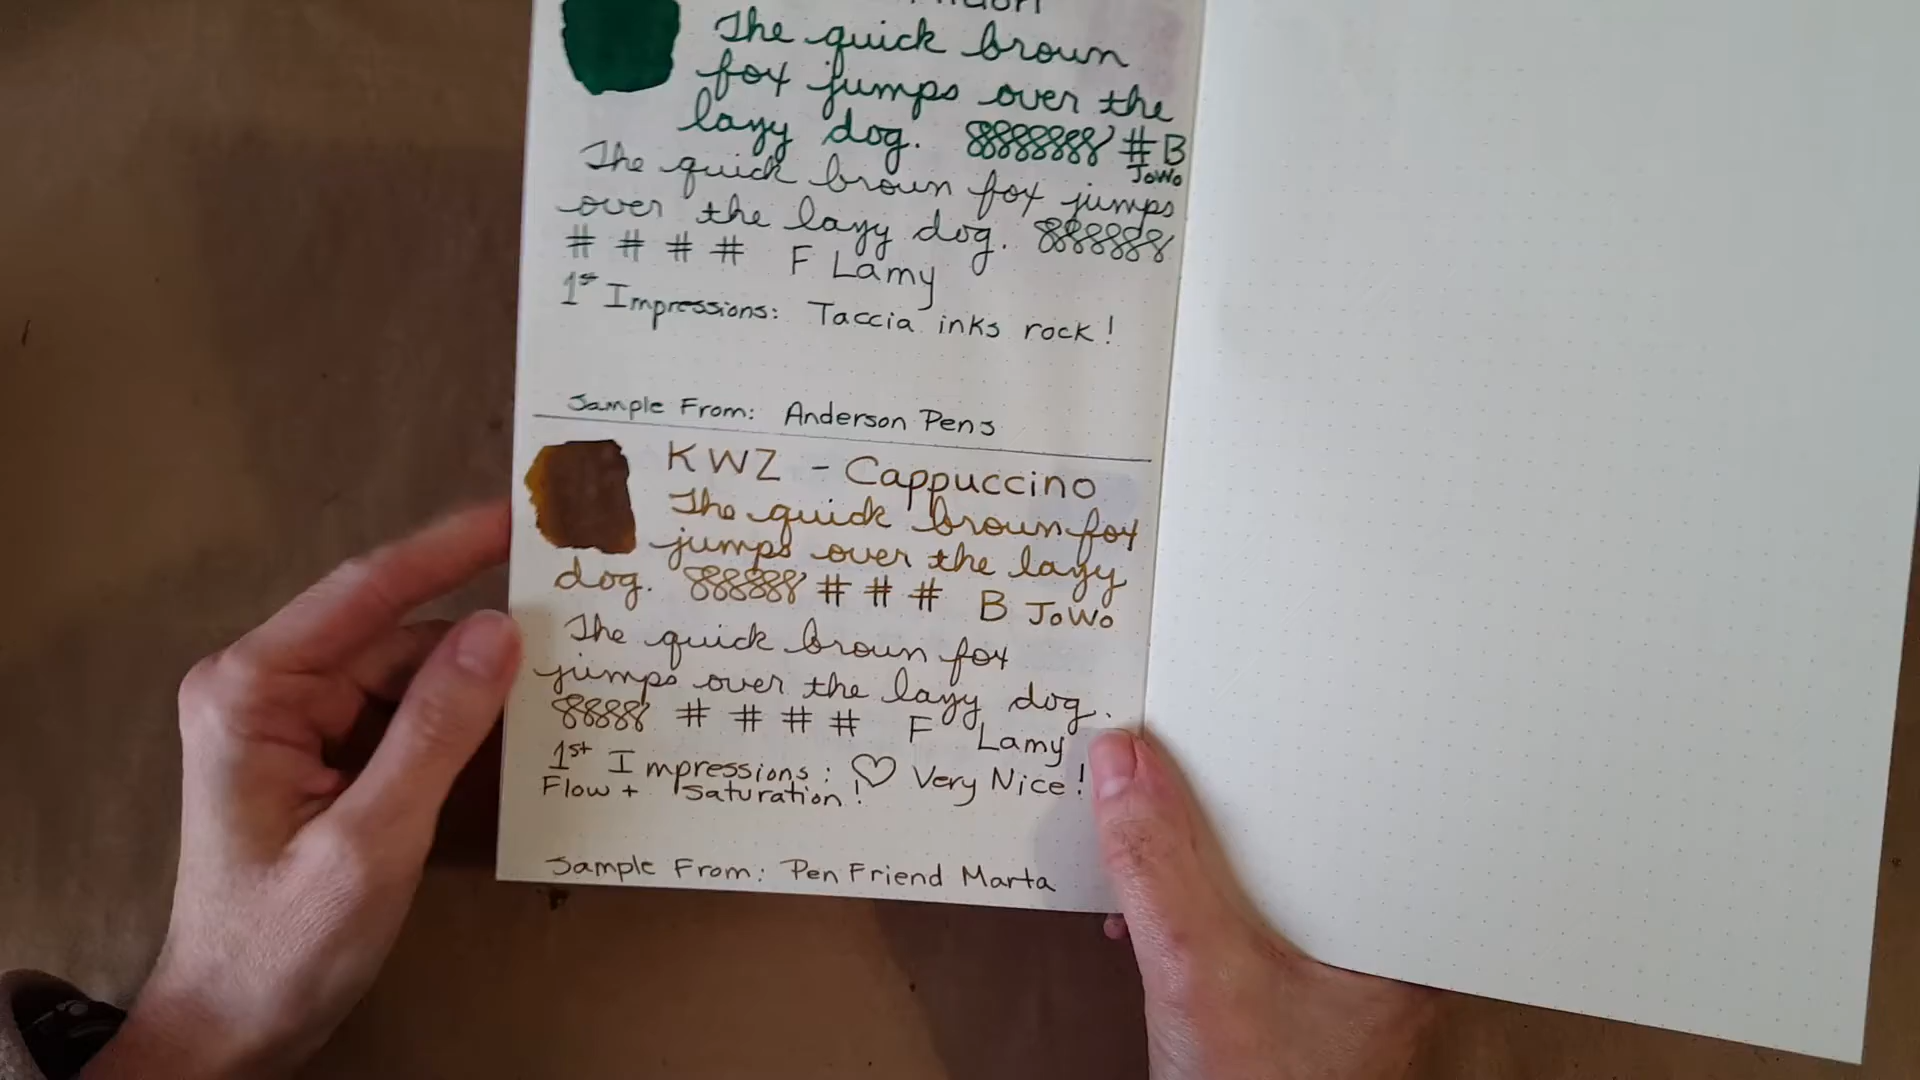 The quick brown
fox jumps over the
lazy dog. 88888888 # B
JoWo
The quick brown fox jumps
over the lazy dog. 888888
# # # # F Lamy
1st Impressions: Taccia inks rock!
Sample From: Anderson Pens
KWZ - Cappuccino
The quick brown fox
jumps over the lazy
dog. 888888 # # # B JoWo
The quick brown fox
jumps over the lazy dog.
88888 # # # # F Lamy
1st Impressions: ♡ Very Nice!
Flow + saturation!
Sample From: Pen Friend Marta